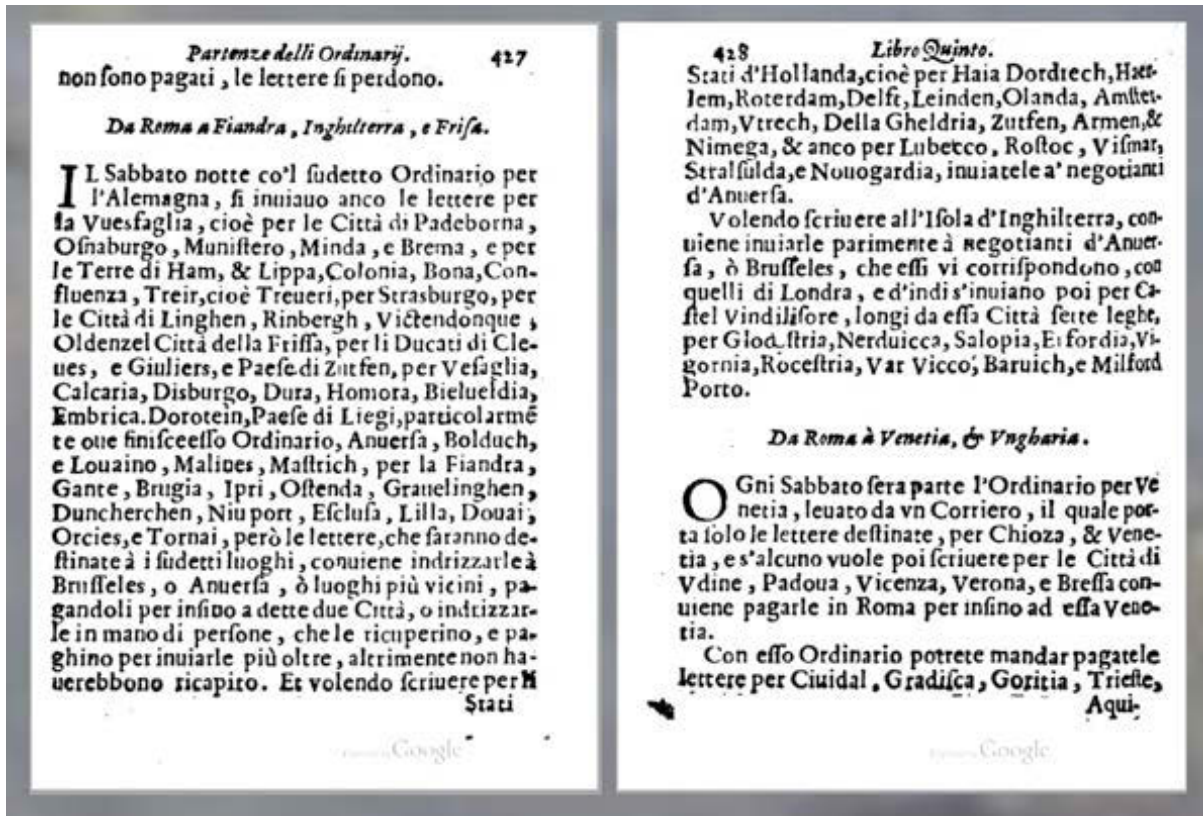 Partenze delli Ordinarij. 427
non ſono pagati, le lettere ſi perdono.
Da Roma a Fiandra, Inghilterra, e Friſa.
IL Sabbato notte co'l ſudetto Ordinario per
l'Alemagna, ſi inuiano anco le lettere per
la Vuesfaglia, cioè per le Città di Padeborna,
Oſnaburgo, Muniſtero, Minda, e Brema, e per
le Terre di Ham, & Lippa, Colonia, Bona, Con-
fluenza, Treir, cioè Treueri, per Strasburgo, per
le Città di Linghen, Rinbergh, Victendonque,
Oldenzel Città della Friſſa, per li Ducati di Cle-
ues, e Giuliers, e Paeſe di Zutfen, per Veſaglia,
Calcaria, Disburgo, Dura, Homora, Bielueldia,
Embrica. Dorotein, Paeſe di Liegi, particolarmẽ
te oue finiſce eſſo Ordinario, Anuerſa, Bolduch,
e Louaino, Malines, Maſtrich, per la Fiandra,
Gante, Brugia, Ipri, Oſtenda, Grauelinghen,
Duncherchen, Niuport, Eſcluſa, Lilla, Douai,
Orcies, e Tornai, però le lettere, che ſaranno de-
ſtinate à i ſudetti luoghi, conuiene indrizzarle à
Bruſſeles, o Anuerſa, ò luoghi più vicini, pa-
gandoli per inſino a dette due Città, o indrizzar-
le in mano di perſone, che le ricuperino, e pa-
ghino per inuiarle più oltre, altrimente non ha-
uerebbono ricapito. Et volendo ſcriuere per
Stati
Google
428 Libro Quinto.
Stati d'Hollanda, cioè per Haia Dordtech, Haer-
lem, Roterdam, Delft, Leinden, Olanda, Amſter-
dam, Vtrech, Della Gheldria, Zutfen, Armen, &
Nimega, & anco per Lubecco, Roſtoc, Viſmar,
Stralſulda, e Nouogardia, inuiatele a' negotianti
d'Anuerſa.
Volendo ſcriuere all'Iſola d'Inghilterra, con-
uiene inuiarle parimente à negotianti d'Anuer-
ſa, ò Bruſſeles, che eſſi vi corriſpondono, con
quelli di Londra, e d'indi s'inuiano poi per Ca-
ſtel Vindiliſore, longi da eſſa Città ſette leghe,
per ſtria, Nerduicca, Salopia, Vi-
gornia, Roceſtria, Var Vicco, Baruich, e Milford
Porto.
Da Roma à Venetia, & Vngharia.
OGni Sabbato ſera parte l'Ordinario per Ve
netia, leuato da vn Corriero, il quale por-
ta ſolo le lettere deſtinate, per Chioza, & Vene-
tia, e s'alcuno vuole poi ſcriuere per le Città di
Vdine, Padoua, Vicenza, Verona, e Breſſa con-
uiene pagarle in Roma per inſino ad eſſa Vene-
tia.
Con eſſo Ordinario potrete mandar pagate le
lettere per Ciuidal, Gradiſca, Goritia, Trieſte,
Aqui-
Google